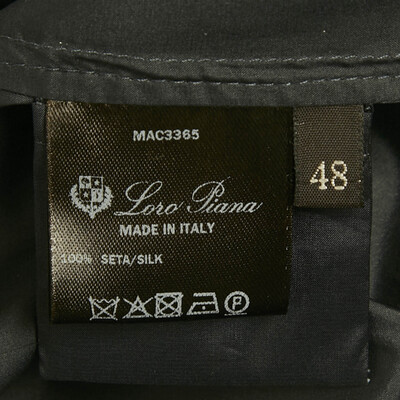 MAC3365
Loro Piana
MADE IN ITALY
100% SETA/SILK
P
48